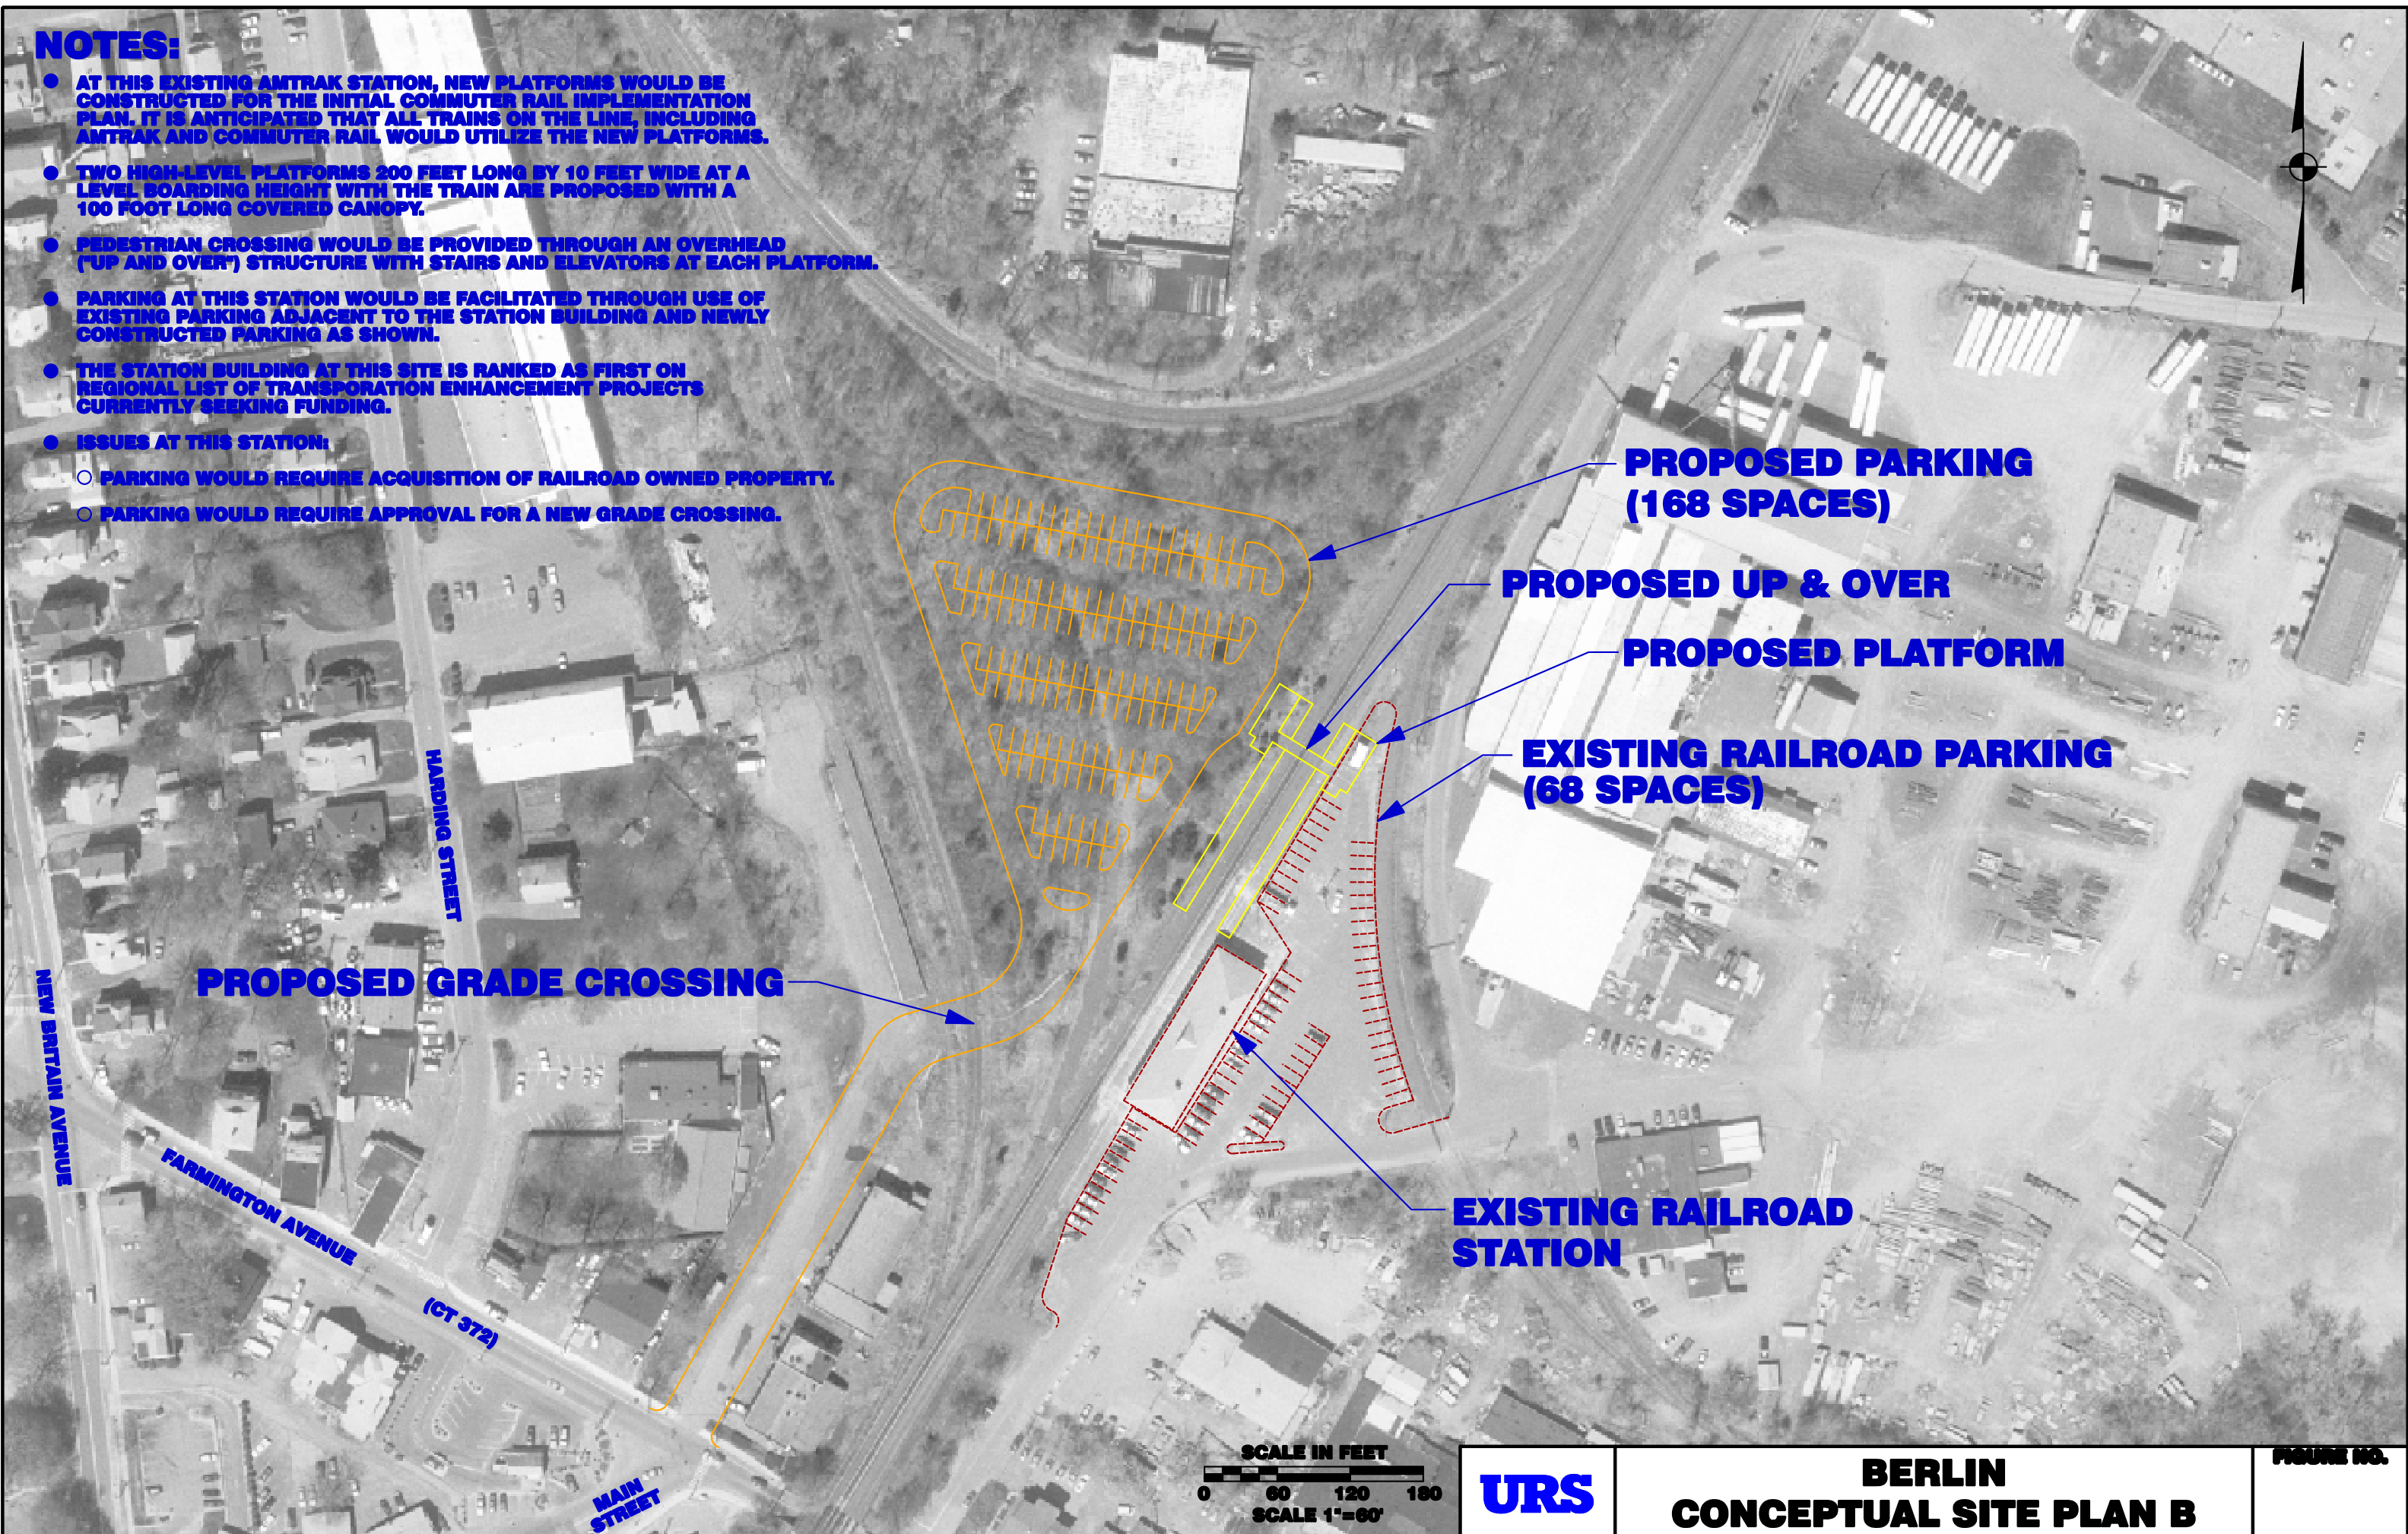 NOTES:
● AT THIS EXISTING AMTRAK STATION, NEW PLATFORMS WOULD BE
CONSTRUCTED FOR THE INITIAL COMMUTER RAIL IMPLEMENTATION
PLAN. IT IS ANTICIPATED THAT ALL TRAINS ON THE LINE, INCLUDING
AMTRAK AND COMMUTER RAIL WOULD UTILIZE THE NEW PLATFORMS.
● TWO HIGH-LEVEL PLATFORMS 200 FEET LONG BY 10 FEET WIDE AT A
LEVEL BOARDING HEIGHT WITH THE TRAIN ARE PROPOSED WITH A
100 FOOT LONG COVERED CANOPY.
● PEDESTRIAN CROSSING WOULD BE PROVIDED THROUGH AN OVERHEAD
("UP AND OVER") STRUCTURE WITH STAIRS AND ELEVATORS AT EACH PLATFORM.
● PARKING AT THIS STATION WOULD BE FACILITATED THROUGH USE OF
EXISTING PARKING ADJACENT TO THE STATION BUILDING AND NEWLY
CONSTRUCTED PARKING AS SHOWN.
● THE STATION BUILDING AT THIS SITE IS RANKED AS FIRST ON
REGIONAL LIST OF TRANSPORATION ENHANCEMENT PROJECTS
CURRENTLY SEEKING FUNDING.
● ISSUES AT THIS STATION:
○ PARKING WOULD REQUIRE ACQUISITION OF RAILROAD OWNED PROPERTY.
○ PARKING WOULD REQUIRE APPROVAL FOR A NEW GRADE CROSSING.
PROPOSED PARKING
(168 SPACES)
PROPOSED UP & OVER
PROPOSED PLATFORM
EXISTING RAILROAD PARKING
(68 SPACES)
HARDING STREET
PROPOSED GRADE CROSSING
NEW BRITAIN AVENUE
FARMINGTON AVENUE
(CT 372)
EXISTING RAILROAD
STATION
MAIN
STREET
SCALE IN FEET
0 60 120 180
SCALE 1"=60'
URS
BERLIN
CONCEPTUAL SITE PLAN B
FIGURE NO.